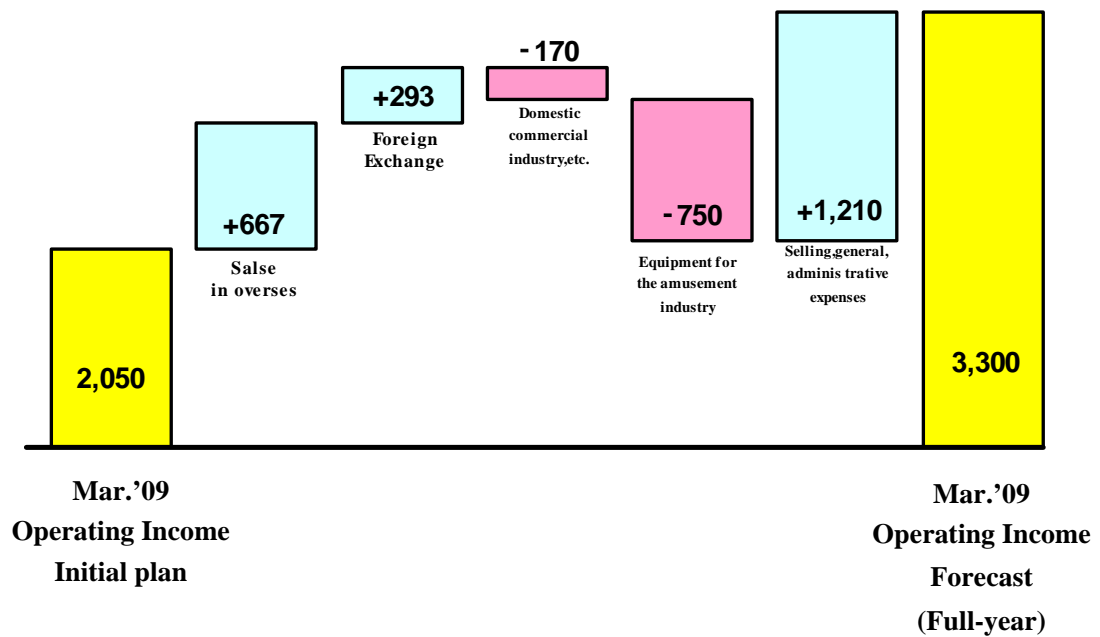 2,050
Mar.’09
Operating Income
Initial plan
+667
Salse
in overses
+293
Foreign
Exchange
- 170
Domestic
commercial
industry,etc.
- 750
Equipment for
the amusement
industry
+1,210
Selling,general,
adminis trative
expenses
3,300
Mar.’09
Operating Income
Forecast
(Full-year)